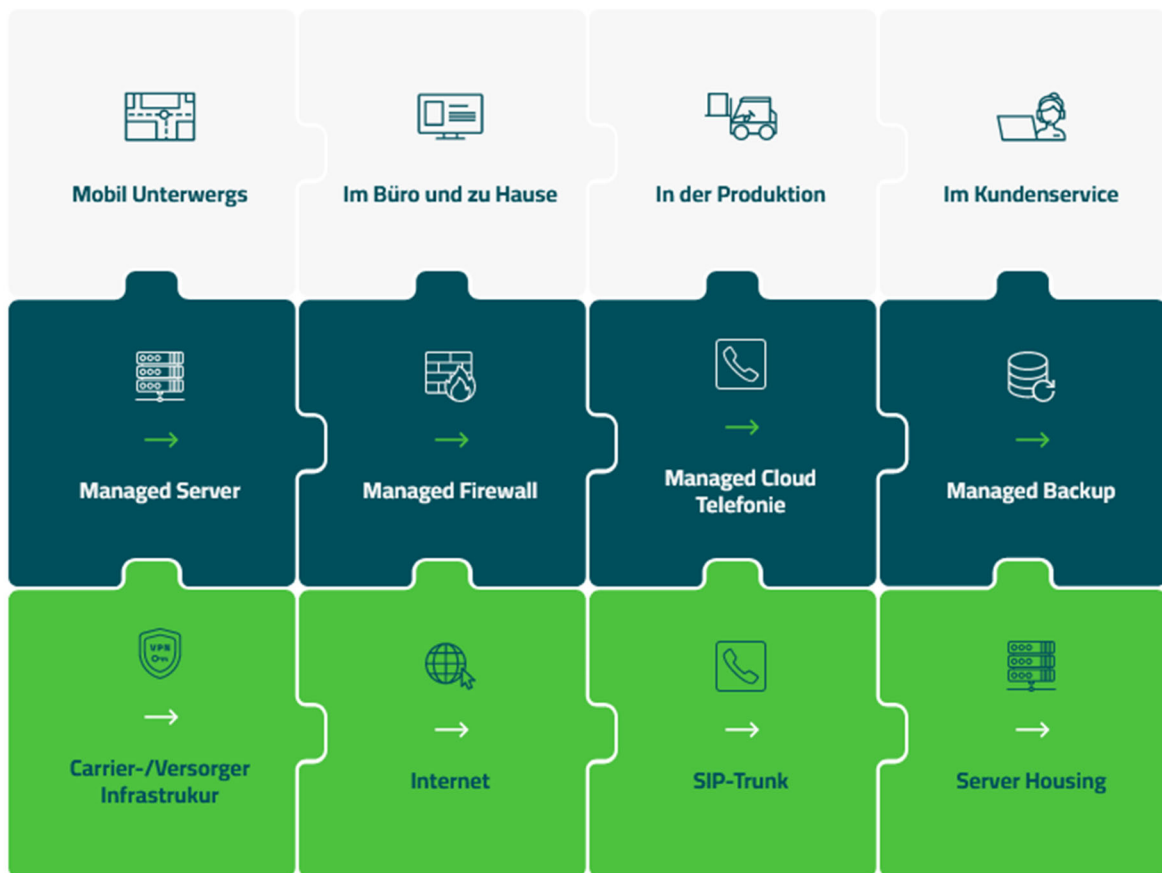 Mobil Unterwergs
Im Büro und zu Hause
In der Produktion
Im Kundenservice
Managed Server
Managed Firewall
Managed Cloud
Telefonie
Managed Backup
VPN
Carrier-/Versorger
Infrastrukur
Internet
SIP-Trunk
Server Housing